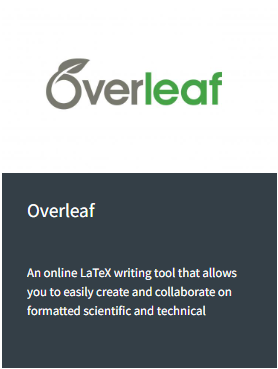 Overleaf
Overleaf
An online LaTeX writing tool that allows
you to easily create and collaborate on
formatted scientific and technical